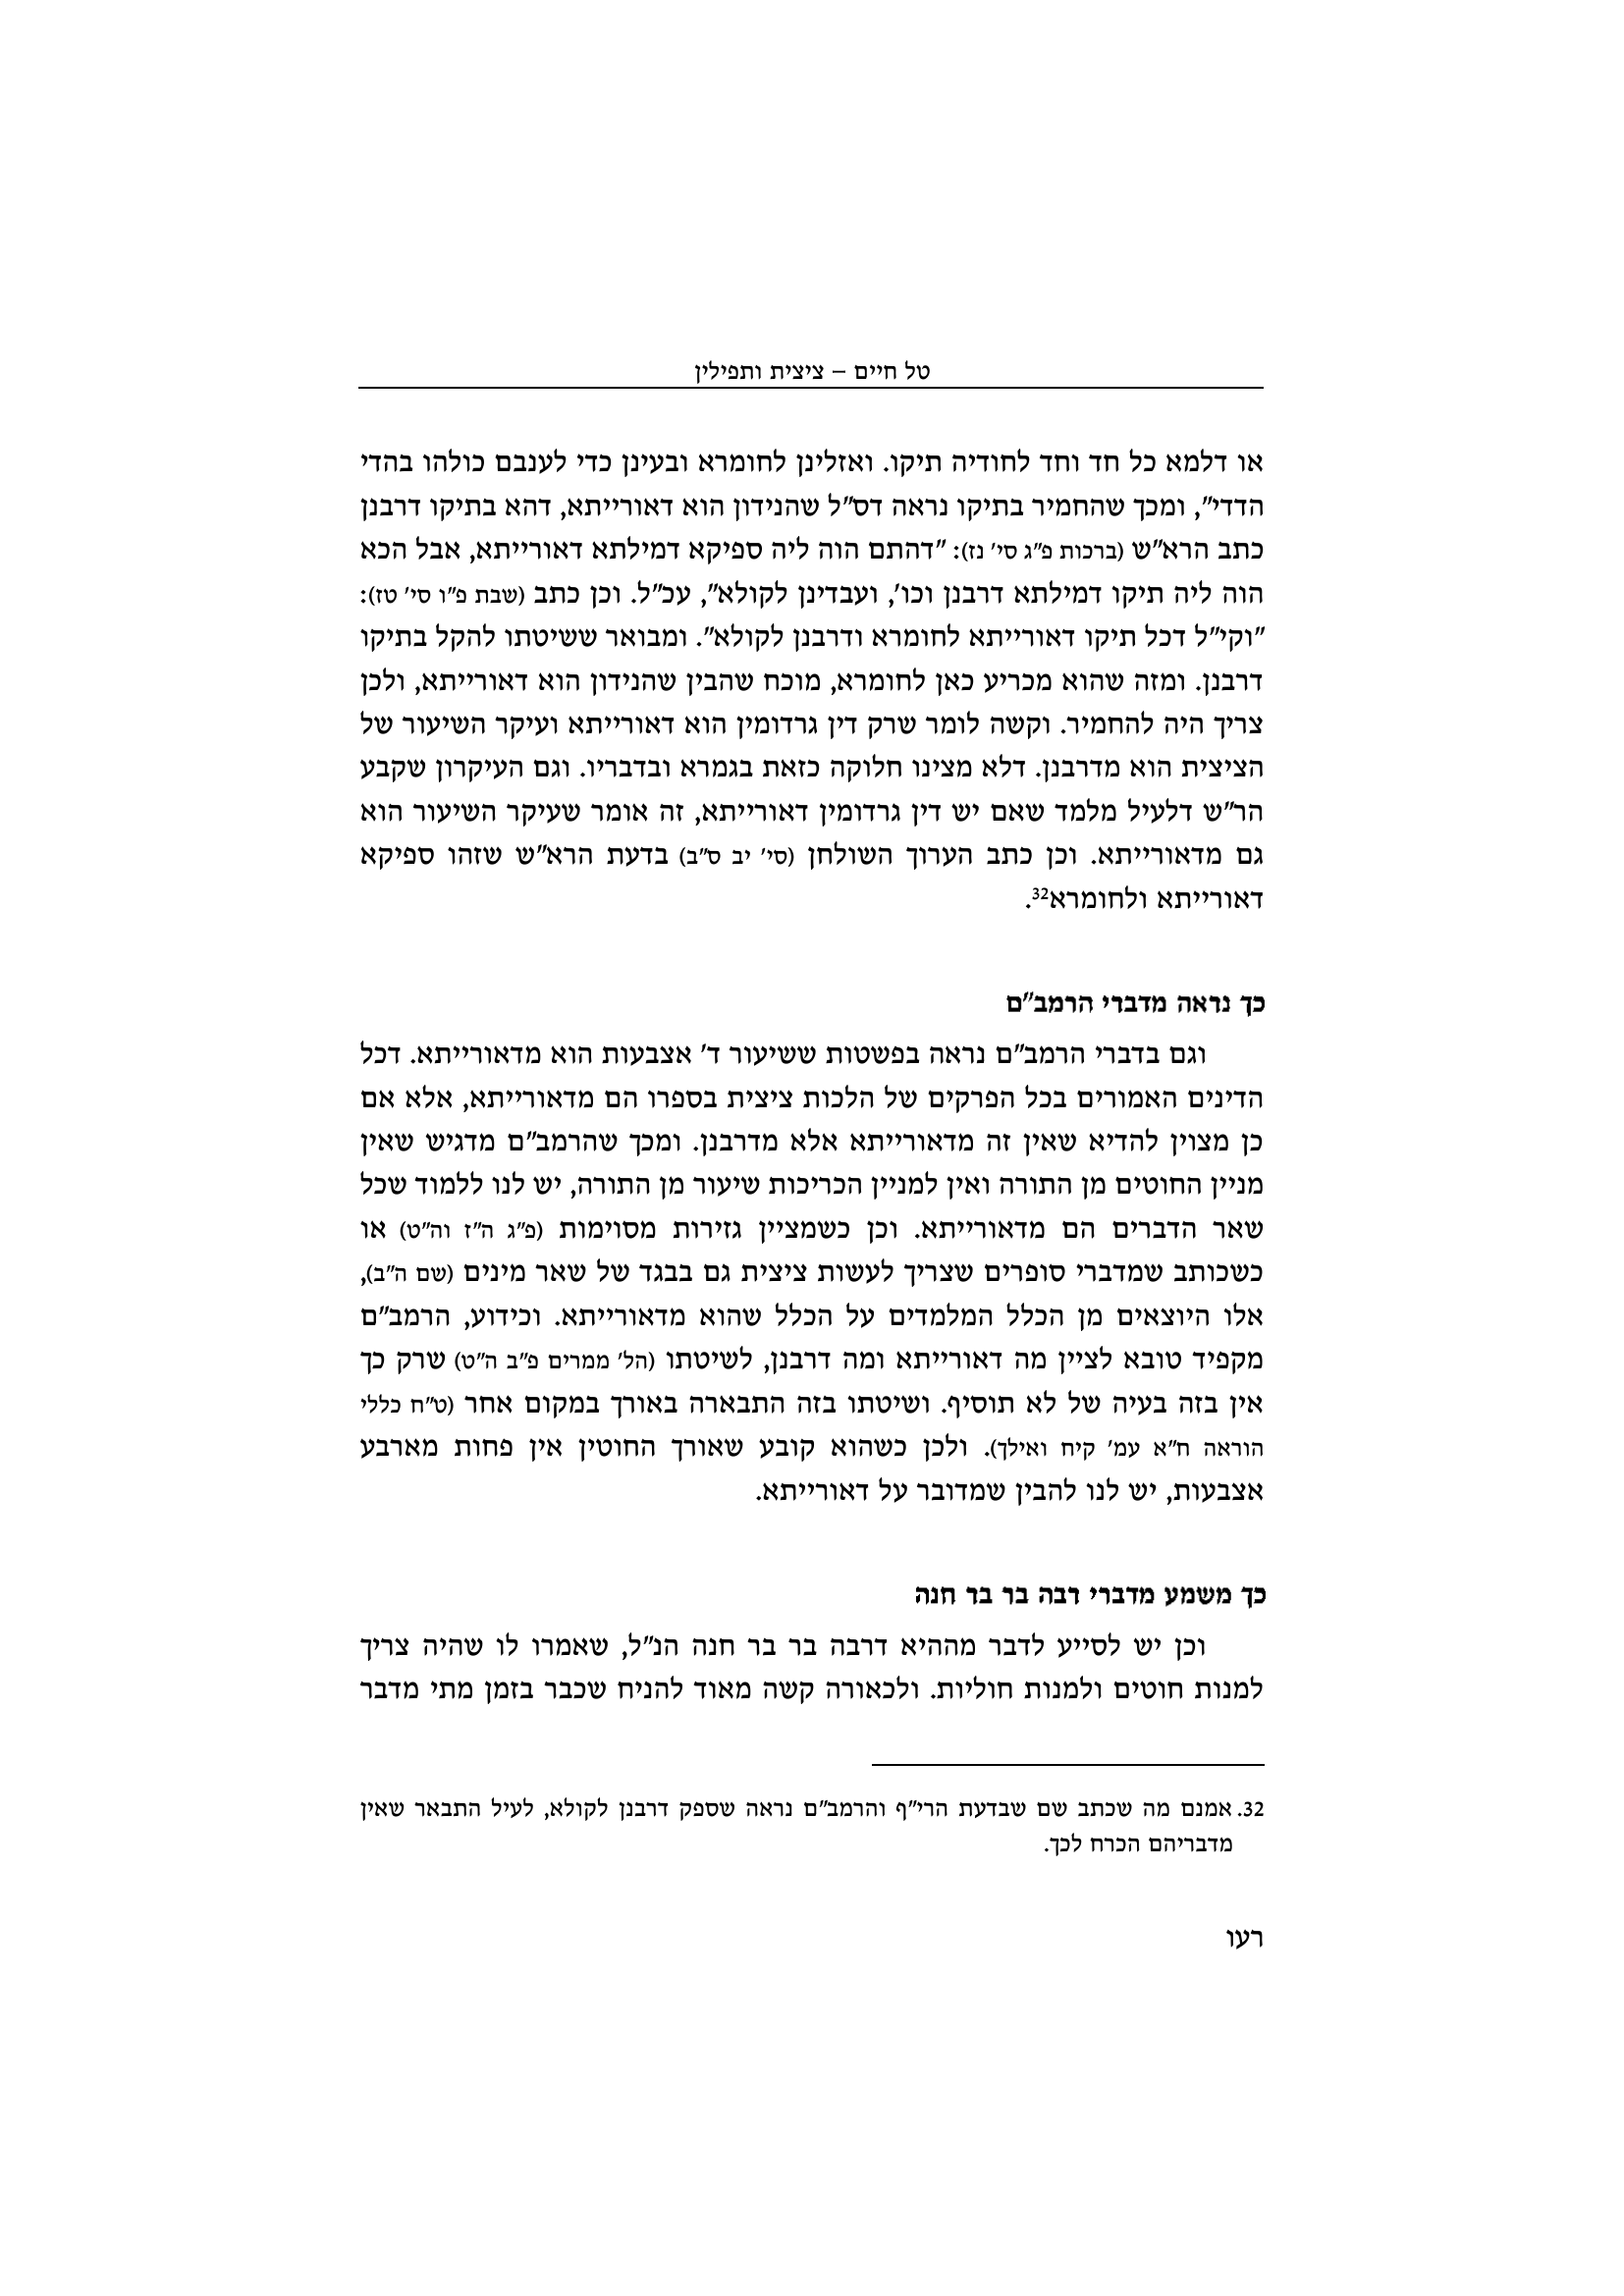 טל חיים – ציצית ותפילין
או דלמא כל חד וחד לחודיה תיקו. ואזלינן לחומרא ובעינן כדי לענבם כולהו בהדי
הדדי", ומכך שהחמיר בתיקו נראה דס"ל שהנידון הוא דאורייתא, דהא בתיקו דרבנן
כתב הרא"ש (ברכות פ"ג סי' נז): "דהתם הוה ליה ספיקא דמילתא דאורייתא, אבל הכא
הוה ליה תיקו דמילתא דרבנן וכו', ועבדינן לקולא", עכ"ל. וכן כתב (שבת פ"ו סי' טז):
"וקי"ל דכל תיקו דאורייתא לחומרא ודרבנן לקולא". ומבואר ששיטתו להקל בתיקו
דרבנן. ומזה שהוא מכריע כאן לחומרא, מוכח שהבין שהנידון הוא דאורייתא, ולכן
צריך היה להחמיר. וקשה לומר שרק דין גרדומין הוא דאורייתא ועיקר השיעור של
הציצית הוא מדרבנן. דלא מצינו חלוקה כזאת בגמרא ובדבריו. וגם העיקרון שקבע
הר"ש דלעיל מלמד שאם יש דין גרדומין דאורייתא, זה אומר שעיקר השיעור הוא
גם מדאורייתא. וכן כתב הערוך השולחן (סי' יב ס"ב) בדעת הרא"ש שזהו ספיקא
דאורייתא ולחומרא32.
כך נראה מדברי הרמב"ם
וגם בדברי הרמב"ם נראה בפשטות ששיעור ד' אצבעות הוא מדאורייתא. דכל
הדינים האמורים בכל הפרקים של הלכות ציצית בספרו הם מדאורייתא, אלא אם
כן מצוין להדיא שאין זה מדאורייתא אלא מדרבנן. ומכך שהרמב"ם מדגיש שאין
מניין החוטים מן התורה ואין למניין הכריכות שיעור מן התורה, יש לנו ללמוד שכל
שאר הדברים הם מדאורייתא. וכן כשמציין גזירות מסוימות (פ"ג ה"ז וה"ט) או
כשכותב שמדברי סופרים שצריך לעשות ציצית גם בבגד של שאר מינים (שם ה"ב),
אלו היוצאים מן הכלל המלמדים על הכלל שהוא מדאורייתא. וכידוע, הרמב"ם
מקפיד טובא לציין מה דאורייתא ומה דרבנן, לשיטתו (הל' ממרים פ"ב ה"ט) שרק כך
אין בזה בעיה של לא תוסיף. ושיטתו בזה התבארה באורך במקום אחר (ט"ח כללי
הוראה ח"א עמ' קיח ואילך). ולכן כשהוא קובע שאורך החוטין אין פחות מארבע
אצבעות, יש לנו להבין שמדובר על דאורייתא.
כך משמע מדברי רבה בר בר חנה
וכן יש לסייע לדבר מההיא דרבה בר בר חנה הנ"ל, שאמרו לו שהיה צריך
למנות חוטים ולמנות חוליות. ולכאורה קשה מאוד להניח שכבר בזמן מתי מדבר
32. אמנם מה שכתב שם שבדעת הרי"ף והרמב"ם נראה שספק דרבנן לקולא, לעיל התבאר שאין
מדבריהם הכרח לכך.
רעו